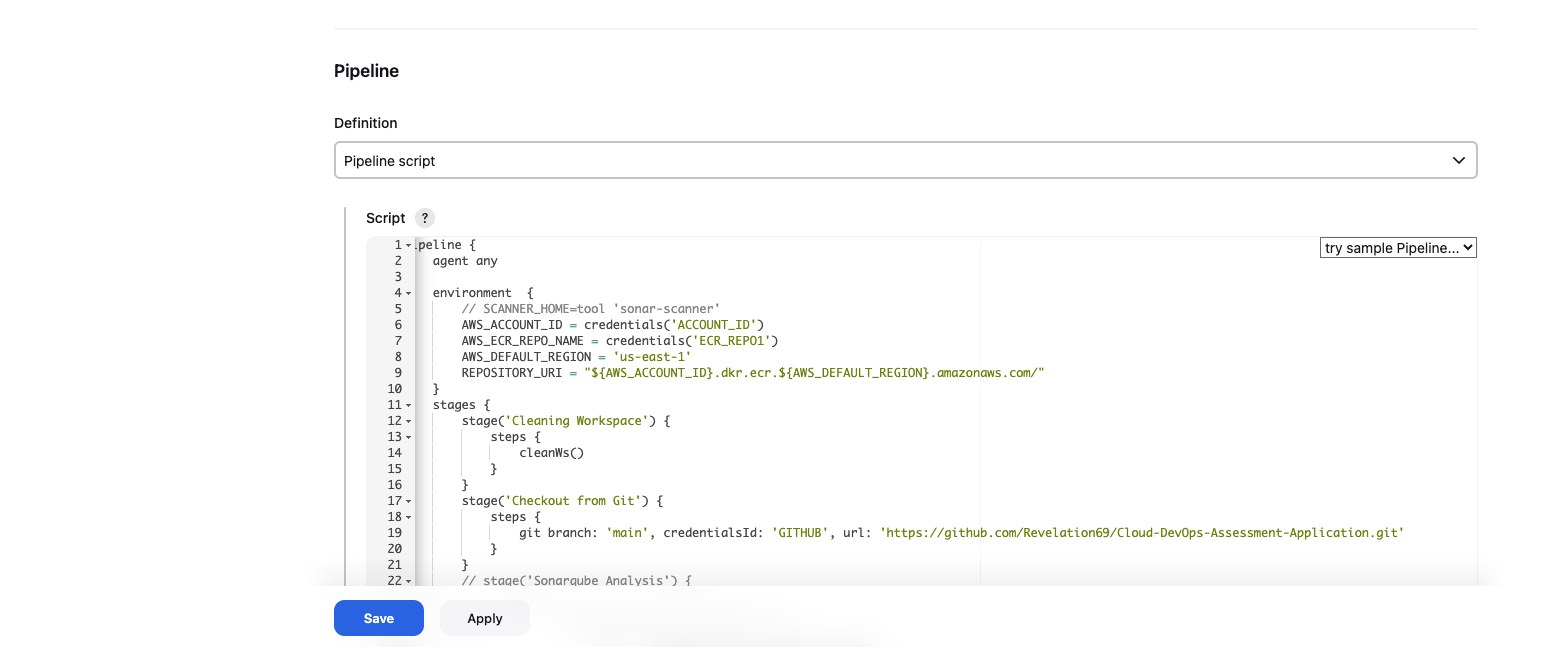 Pipeline
Definition
Pipeline script
Script ?
try sample Pipeline...
1 ipeline {
2 agent any
3
4 environment  {
5 // SCANNER_HOME=tool 'sonar-scanner'
6 AWS_ACCOUNT_ID = credentials('ACCOUNT_ID')
7 AWS_ECR_REPO_NAME = credentials('ECR_REPO1')
8 AWS_DEFAULT_REGION = 'us-east-1'
9 REPOSITORY_URI = "${AWS_ACCOUNT_ID}.dkr.ecr.${AWS_DEFAULT_REGION}.amazonaws.com/"
10 }
11 stages {
12 stage('Cleaning Workspace') {
13 steps {
14 cleanWs()
15 }
16 }
17 stage('Checkout from Git') {
18 steps {
19 git branch: 'main', credentialsId: 'GITHUB', url: 'https://github.com/Revelation69/Cloud-DevOps-Assessment-Application.git'
20 }
21 }
22 // stage('Sonarqube Analysis') {
Save
Apply